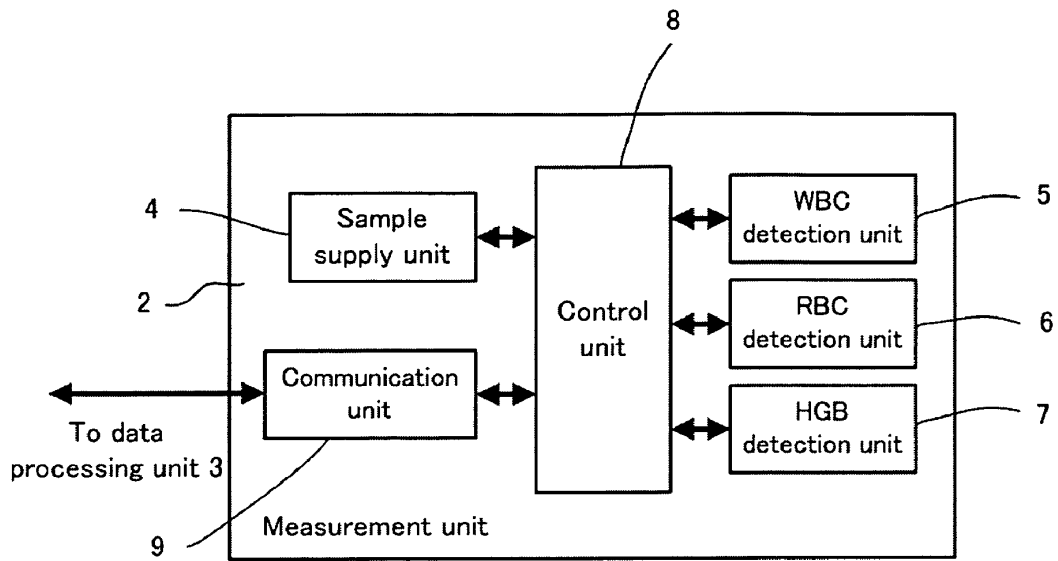 8
4
Sample
supply unit
WBC
detection unit
5
2
Control
unit
RBC
detection unit
6
Communication
unit
HGB
detection unit
7
To data
processing unit 3
9
Measurement unit